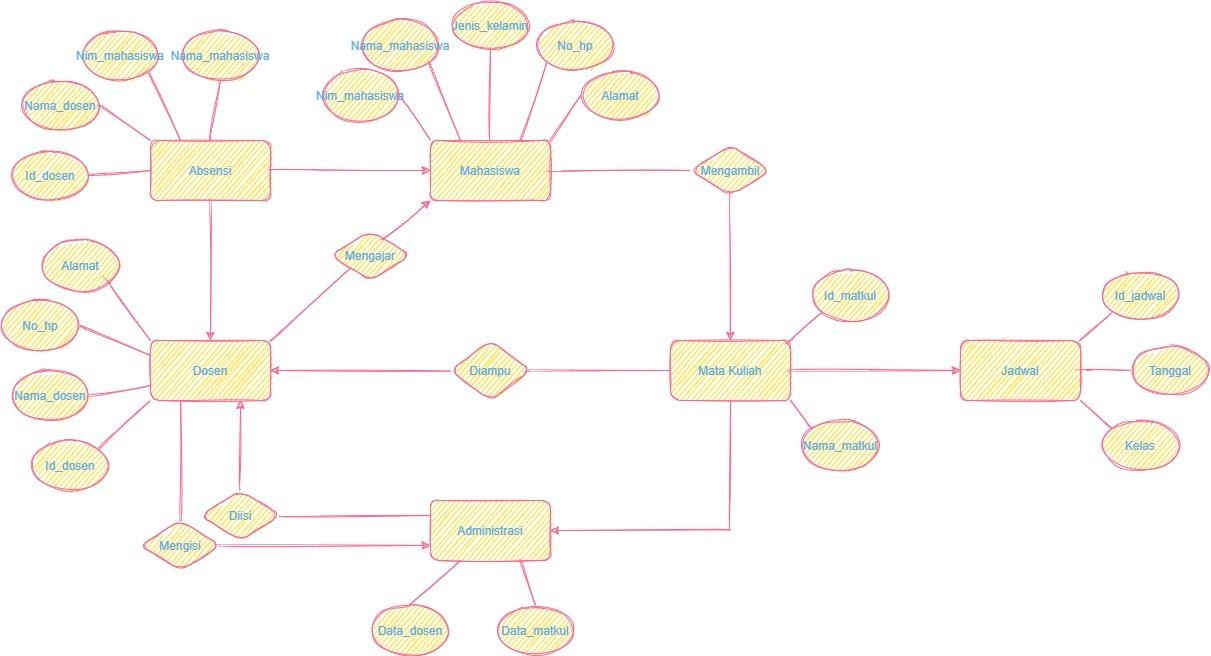 Jenis_kelamin
Nama_mahasiswa
No_hp
Nim_mahasiswa
Nama_mahasiswa
Nim_mahasiswa
Alamat
Nama_dosen
Id_dosen
Absensi
Mahasiswa
Mengambil
Mengajar
Alamat
Id_matkul
Id_jadwal
No_hp
Dosen
Diampu
Mata Kuliah
Jadwal
Tanggal
Nama_dosen
Nama_matkul
Kelas
Id_dosen
Diisi
Administrasi
Mengisi
Data_dosen
Data_matkul